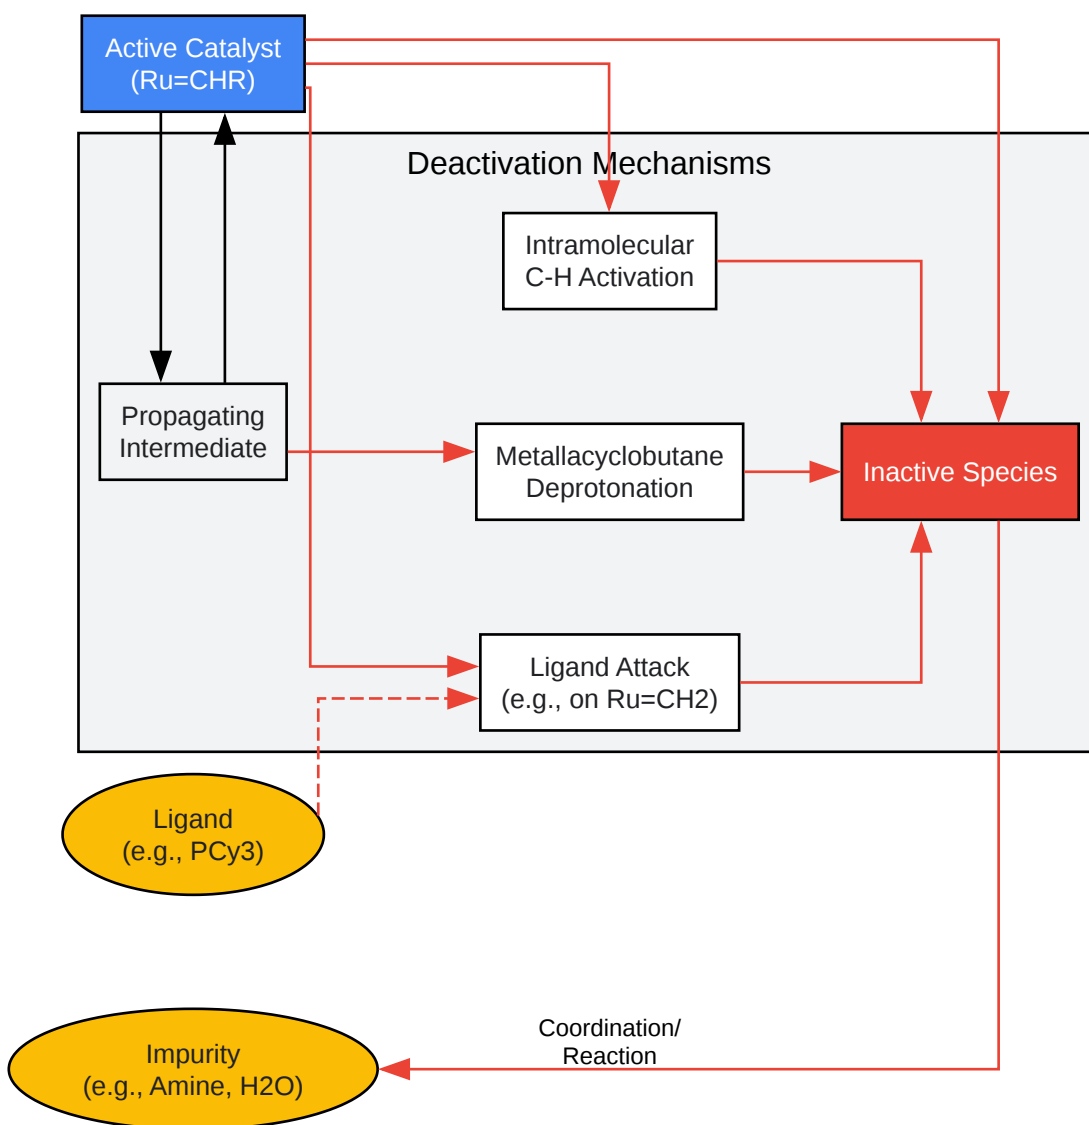 Active Catalyst
(Ru=CHR)
Deactivation Mechanisms
Intramolecular
C-H Activation
Propagating
Intermediate
Metallacyclobutane
Deprotonation
Inactive Species
Ligand Attack
(e.g., on Ru=CH2)
Ligand
(e.g., PCy3)
Coordination/
Reaction
Impurity
(e.g., Amine, H2O)